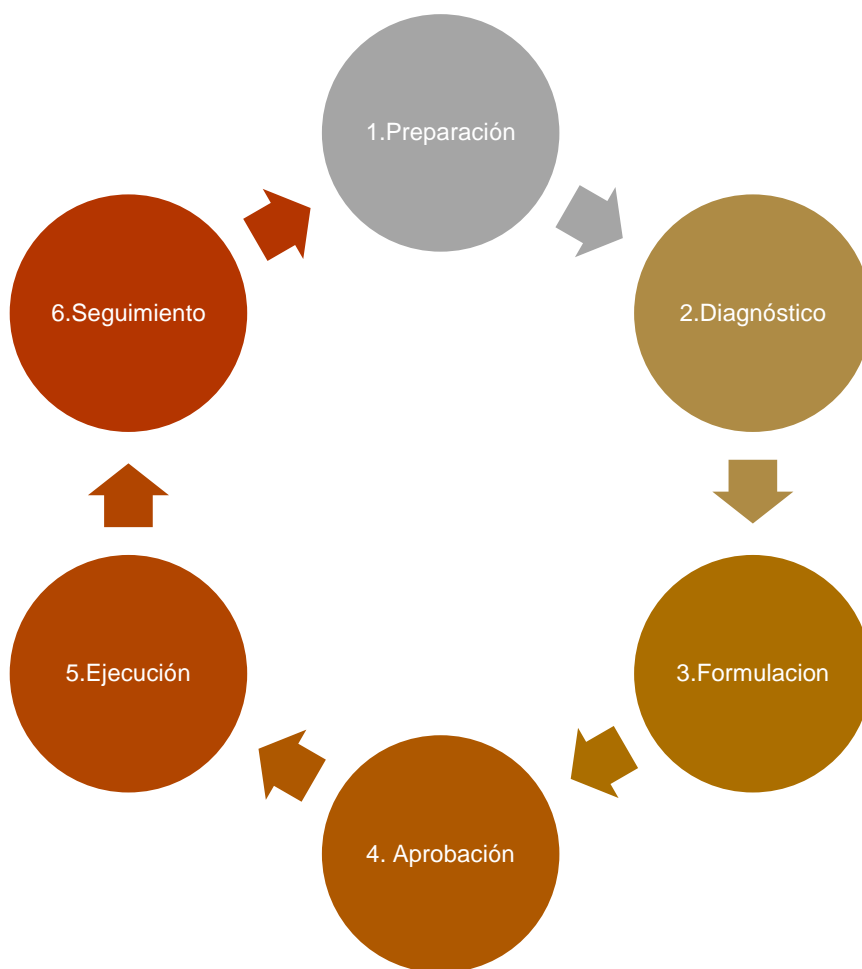 1.Preparación
2.Diagnóstico
3.Formulacion
4. Aprobación
5.Ejecución
6.Seguimiento